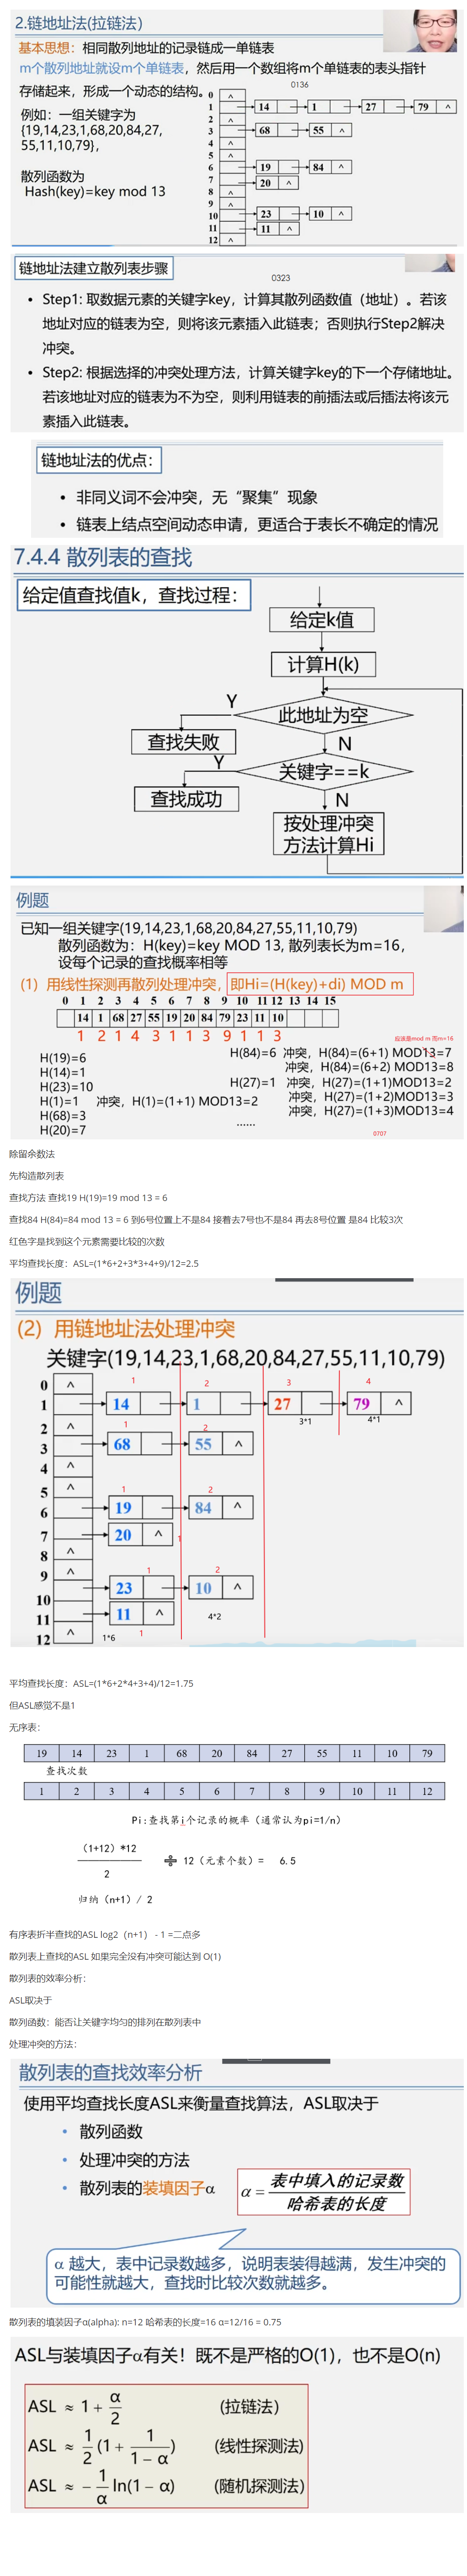 2.链地址法(拉链法)
基本思想：相同散列地址的记录链成一单链表
m个散列地址就设m个单链表，然后用一个数组将m个单链表的表头指针
存储起来，形成一个动态的结构。
0136
例如：一组关键字为
{19,14,23,1,68,20,84,27,
55,11,10,79},
散列函数为
Hash(key)=key mod 13
0 ^
1 14 1 27 79 ^
2 ^
3 68 55 ^
4 ^
5 ^
6 19 84 ^
7 20 ^
8 ^
9 ^
10 23 10 ^
11 11 ^
12 ^
链地址法建立散列表步骤
0323
• Step1: 取数据元素的关键字key，计算其散列函数值（地址）。若该
地址对应的链表为空，则将该元素插入此链表；否则执行Step2解决
冲突。
• Step2: 根据选择的冲突处理方法，计算关键字key的下一个存储地址。
若该地址对应的链表为不为空，则利用链表的前插法或后插法将该元
素插入此链表。
链地址法的优点：
• 非同义词不会冲突，无“聚集”现象
• 链表上结点空间动态申请，更适合于表长不确定的情况
7.4.4 散列表的查找
给定值查找值k，查找过程：
给定k值
计算H(k)
Y
此地址为空
查找失败
N
Y
关键字==k
查找成功
N
按处理冲突
方法计算Hi
例题
已知一组关键字(19,14,23,1,68,20,84,27,55,11,10,79)
散列函数为：H(key)=key MOD 13, 散列表长为m=16，
设每个记录的查找概率相等
(1) 用线性探测再散列处理冲突，即Hi=(H(key)+di) MOD m
0 1 2 3 4 5 6 7 8 9 10 11 12 13 14 15
14 1 68 27 55 19 20 84 79 23 11 10
1 2 1 4 3 1 1 3 9 1 1 3
应该是mod m 而m=16
H(19)=6
H(14)=1
H(23)=10
H(1)=1 冲突，H(1)=(1+1) MOD13=2
H(68)=3
H(20)=7
H(84)=6 冲突，H(84)=(6+1) MOD13=7
冲突，H(84)=(6+2) MOD13=8
H(27)=1 冲突，H(27)=(1+1)MOD13=2
冲突，H(27)=(1+2)MOD13=3
冲突，H(27)=(1+3)MOD13=4
......
0707
除留余数法
先构造散列表
查找方法 查找19 H(19)=19 mod 13 = 6
查找84 H(84)=84 mod 13 = 6 到6号位置上不是84 接着去7号也不是84 再去8号位置 是84 比较3次
红色字是找到这个元素需要比较的次数
平均查找长度：ASL=(1*6+2+3*3+4+9)/12=2.5
例题
(2) 用链地址法处理冲突
关键字(19,14,23,1,68,20,84,27,55,11,10,79)
1 2 3 4
0 ^
1 14 1 27 79 ^
3*1 4*1
2 ^
1 2
3 68 55 ^
4 ^
5 ^
1 2
6 19 84 ^
7 20 ^ 1
8 ^
9 ^
1 2
10 23 10 ^
11 11 ^ 4*2
12 ^ 1*6 1
平均查找长度：ASL=(1*6+2*4+3+4)/12=1.75
但ASL感觉不是1
无序表：
19 14 23 1 68 20 84 27 55 11 10 79
查找次数
1 2 3 4 5 6 7 8 9 10 11 12
Pi:查找第i个记录的概率（通常认为pi=1/n）
（1+12）*12
2
÷ 12（元素个数）= 6.5
归纳（n+1）/ 2
有序表折半查找的ASL log2（n+1） - 1 =二点多
散列表上查找的ASL 如果完全没有冲突可能达到 O(1)
散列表的效率分析：
ASL取决于
散列函数：能否让关键字均匀的排列在散列表中
处理冲突的方法：
散列表的查找效率分析
使用平均查找长度ASL来衡量查找算法，ASL取决于
• 散列函数
• 处理冲突的方法
• 散列表的装填因子α
α = 表中填入的记录数 / 哈希表的长度
α 越大，表中记录数越多，说明表装得越满，发生冲突的
可能性就越大，查找时比较次数就越多。
散列表的填装因子α(alpha): n=12 哈希表的长度=16 α=12/16 = 0.75
ASL与装填因子α有关！既不是严格的O(1)，也不是O(n)
ASL ≈ 1 + α/2 (拉链法)
ASL ≈ 1/2 (1 + 1/(1 − α)) (线性探测法)
ASL ≈ − 1/α ln(1 − α) (随机探测法)